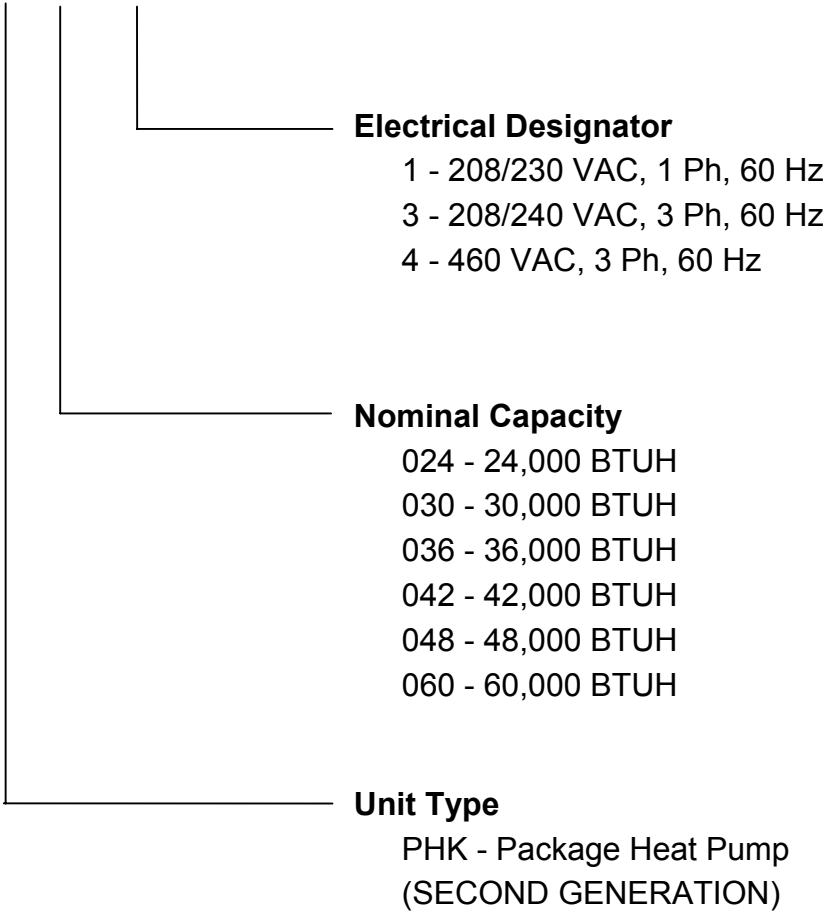 Electrical Designator
1 - 208/230 VAC, 1 Ph, 60 Hz
3 - 208/240 VAC, 3 Ph, 60 Hz
4 - 460 VAC, 3 Ph, 60 Hz
Nominal Capacity
024 - 24,000 BTUH
030 - 30,000 BTUH
036 - 36,000 BTUH
042 - 42,000 BTUH
048 - 48,000 BTUH
060 - 60,000 BTUH
Unit Type
PHK - Package Heat Pump
(SECOND GENERATION)